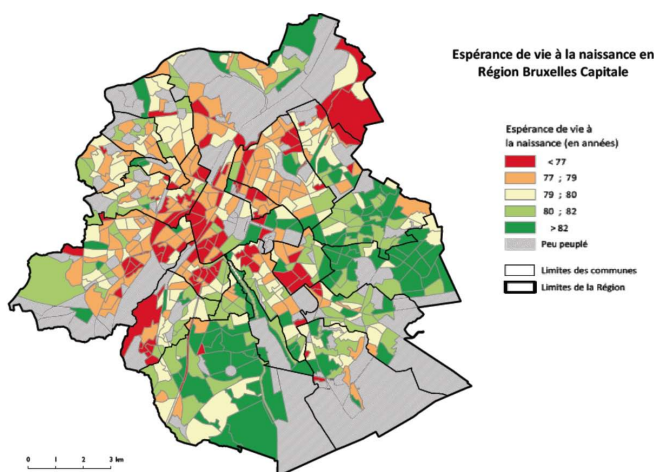 Espérance de vie à la naissance en
Région Bruxelles Capitale
Espérance de vie à
la naissance (en années)
< 77
77 ; 79
79 ; 80
80 ; 82
> 82
Peu peuplé
Limites des communes
Limites de la Région
0 1 2 3 km